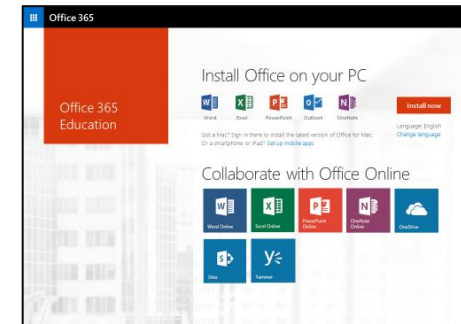 Office 365
Office 365
Education
Install Office on your PC
Word Excel PowerPoint Outlook OneNote
Install now
Language: English
Change language
Got a Mac? Sign in there to install the latest version of Office for Mac.
Or a smartphone or iPad? Set up mobile apps
Collaborate with Office Online
Word Online Excel Online PowerPoint Online OneNote Online OneDrive
Sites Yammer